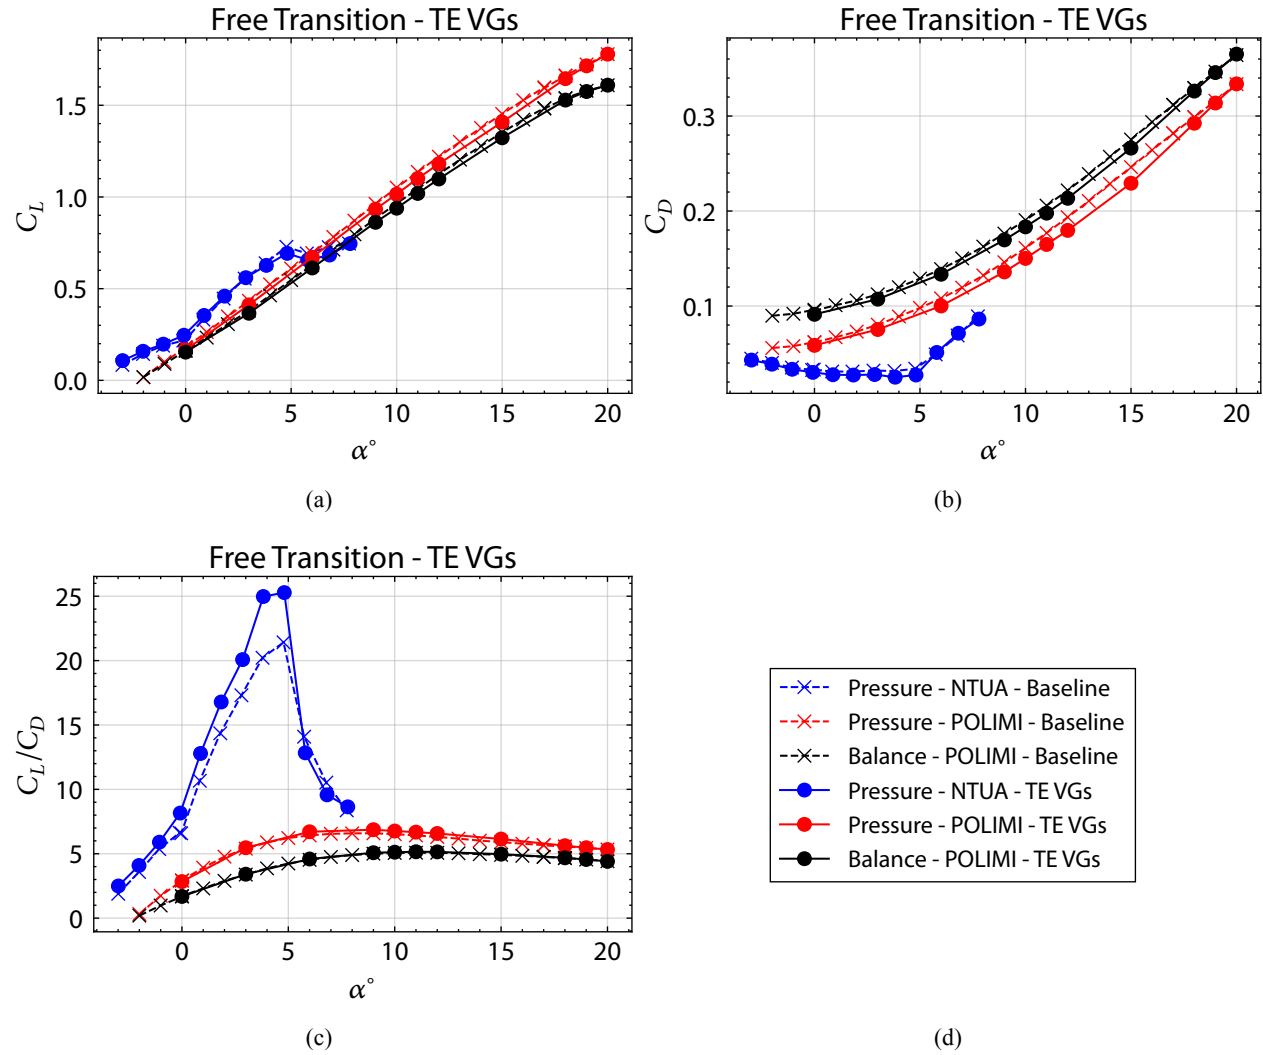 Free Transition - TE VGs
C_L
1.5
1.0
0.5
0.0
0 5 10 15 20
α°
(a)
Free Transition - TE VGs
C_D
0.3
0.2
0.1
0 5 10 15 20
α°
(b)
Free Transition - TE VGs
C_L/C_D
25
20
15
10
5
0
0 5 10 15 20
α°
(c)
Pressure - NTUA - Baseline
Pressure - POLIMI - Baseline
Balance - POLIMI - Baseline
Pressure - NTUA - TE VGs
Pressure - POLIMI - TE VGs
Balance - POLIMI - TE VGs
(d)